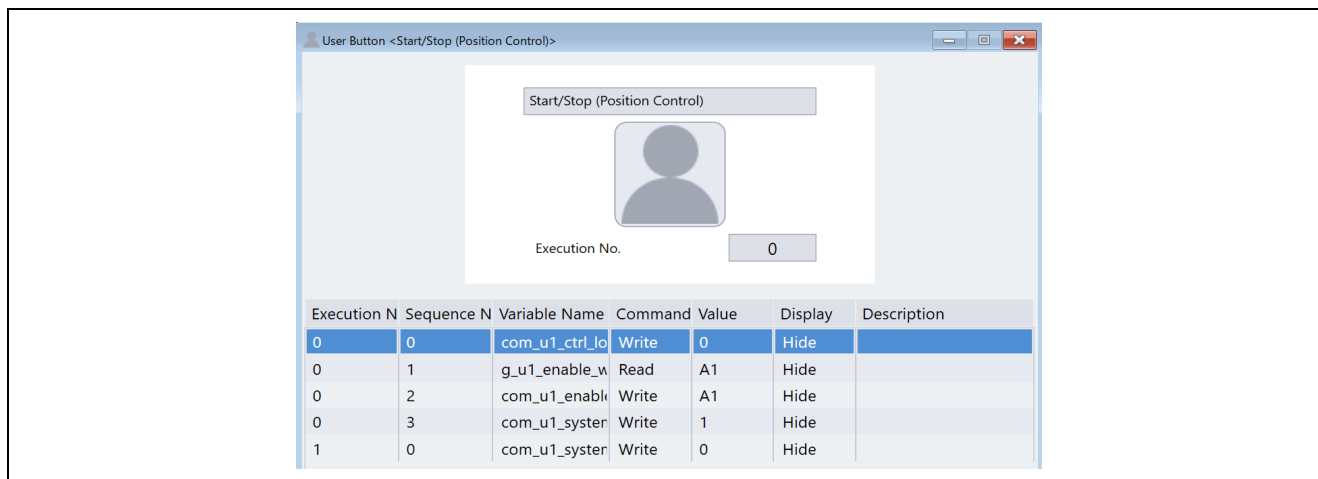 User Button <Start/Stop (Position Control)>
Start/Stop (Position Control)
Execution No. 0
Execution N Sequence N Variable Name Command Value Display Description
0 0 com_u1_ctrl_lo Write 0 Hide
0 1 g_u1_enable_w Read A1 Hide
0 2 com_u1_enable Write A1 Hide
0 3 com_u1_system Write 1 Hide
1 0 com_u1_system Write 0 Hide